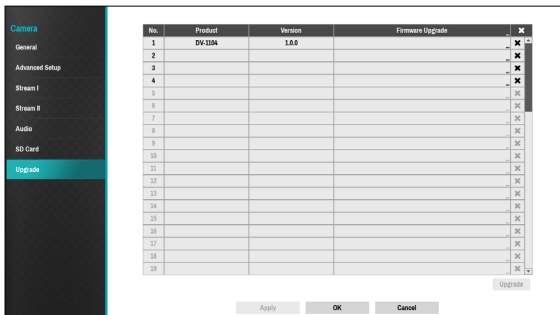 Camera
General
Advanced Setup
Stream I
Stream II
Audio
SD Card
Upgrade
No. Product Version Firmware Upgrade ... ✖
1 DV-1104 1.0.0 ... ✖
2 ... ✖
3 ... ✖
4 ... ✖
5 ... ✖
6 ... ✖
7 ... ✖
8 ... ✖
9 ... ✖
10 ... ✖
11 ... ✖
12 ... ✖
13 ... ✖
14 ... ✖
15 ... ✖
16 ... ✖
17 ... ✖
18 ... ✖
19 ... ✖
Upgrade
Apply OK Cancel